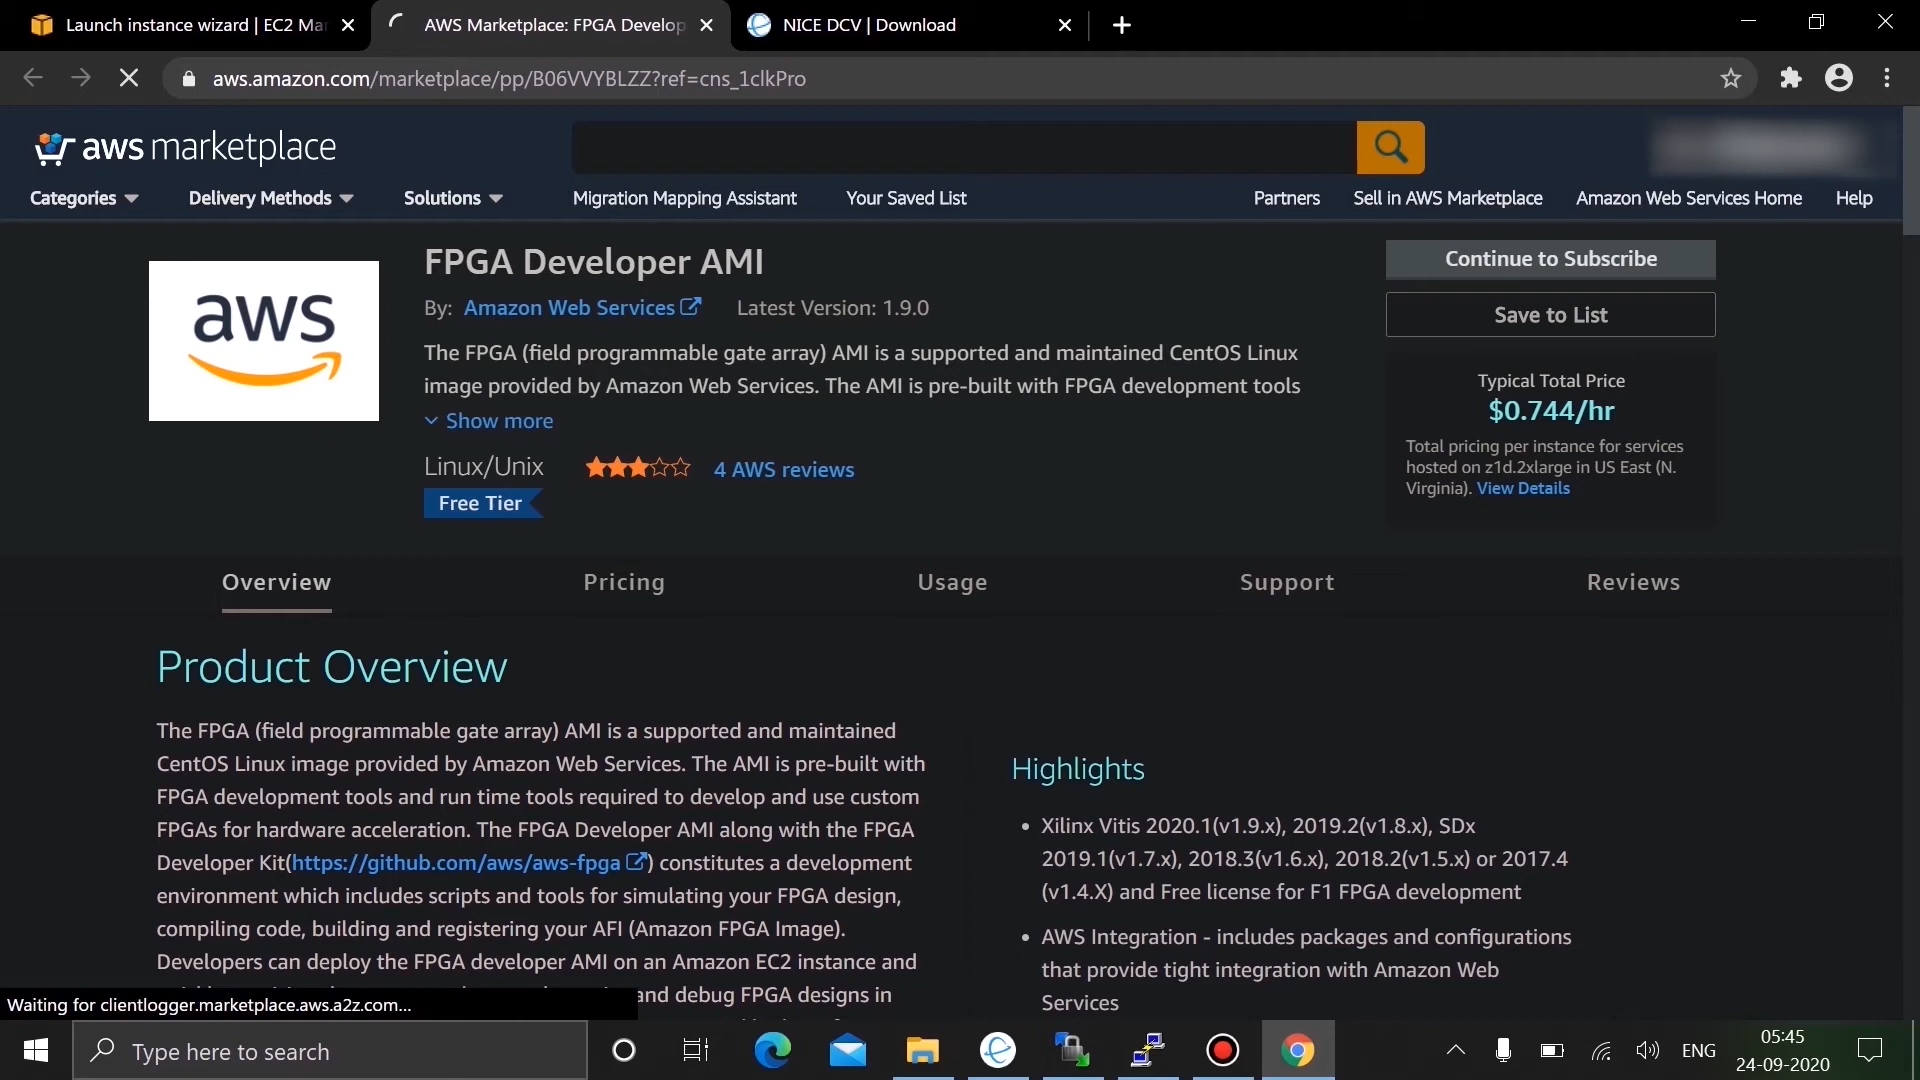 Launch instance wizard | EC2 Ma
AWS Marketplace: FPGA Develop
NICE DCV | Download
aws.amazon.com/marketplace/pp/B06VVYBLZZ?ref=cns_1clkPro
aws marketplace
Categories
Delivery Methods
Solutions
Migration Mapping Assistant
Your Saved List
Partners
Sell in AWS Marketplace
Amazon Web Services Home
Help
aws
FPGA Developer AMI
By: Amazon Web Services Latest Version: 1.9.0
The FPGA (field programmable gate array) AMI is a supported and maintained CentOS Linux
image provided by Amazon Web Services. The AMI is pre-built with FPGA development tools
Show more
Linux/Unix
4 AWS reviews
Free Tier
Continue to Subscribe
Save to List
Typical Total Price
$0.744/hr
Total pricing per instance for services
hosted on z1d.2xlarge in US East (N.
Virginia). View Details
Overview
Pricing
Usage
Support
Reviews
Product Overview
The FPGA (field programmable gate array) AMI is a supported and maintained
CentOS Linux image provided by Amazon Web Services. The AMI is pre-built with
FPGA development tools and run time tools required to develop and use custom
FPGAs for hardware acceleration. The FPGA Developer AMI along with the FPGA
Developer Kit(https://github.com/aws/aws-fpga) constitutes a development
environment which includes scripts and tools for simulating your FPGA design,
compiling code, building and registering your AFI (Amazon FPGA Image).
Developers can deploy the FPGA developer AMI on an Amazon EC2 instance and
and debug FPGA designs in
Highlights
• Xilinx Vitis 2020.1(v1.9.x), 2019.2(v1.8.x), SDx
2019.1(v1.7.x), 2018.3(v1.6.x), 2018.2(v1.5.x) or 2017.4
(v1.4.X) and Free license for F1 FPGA development
• AWS Integration - includes packages and configurations
that provide tight integration with Amazon Web
Services
Waiting for clientlogger.marketplace.aws.a2z.com...
Type here to search
ENG
05:45
24-09-2020